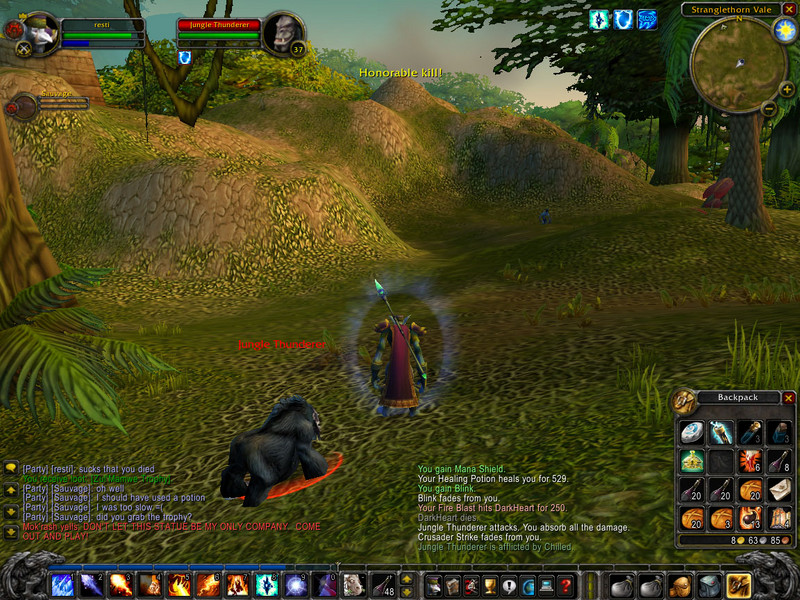 resti
Jungle Thunderer
37
Stranglethorn Vale
N
Honorable kill!
Sauvage
Jungle Thunderer
Backpack
3
3
6
8
20
20
20
20
3
4
8 63 85
[Party] [resti]: sucks that you died
[Party] [Sauvage]: oh well
[Party] [Sauvage]: I should have used a potion
[Party] [Sauvage]: I was too slow. =(
[Party] [Sauvage]: did you grab the trophy?
Mok'rash yells: DON'T LET THIS STATUE BE MY ONLY COMPANY. COME
OUT AND PLAY!
You gain Mana Shield.
Your Healing Potion heals you for 529.
You gain Blink.
Blink fades from you.
Your Fire Blast hits DarkHeart for 250.
DarkHeart dies.
Jungle Thunderer attacks. You absorb all the damage.
Crusader Strike fades from you.
Jungle Thunderer is afflicted by Chilled.
48